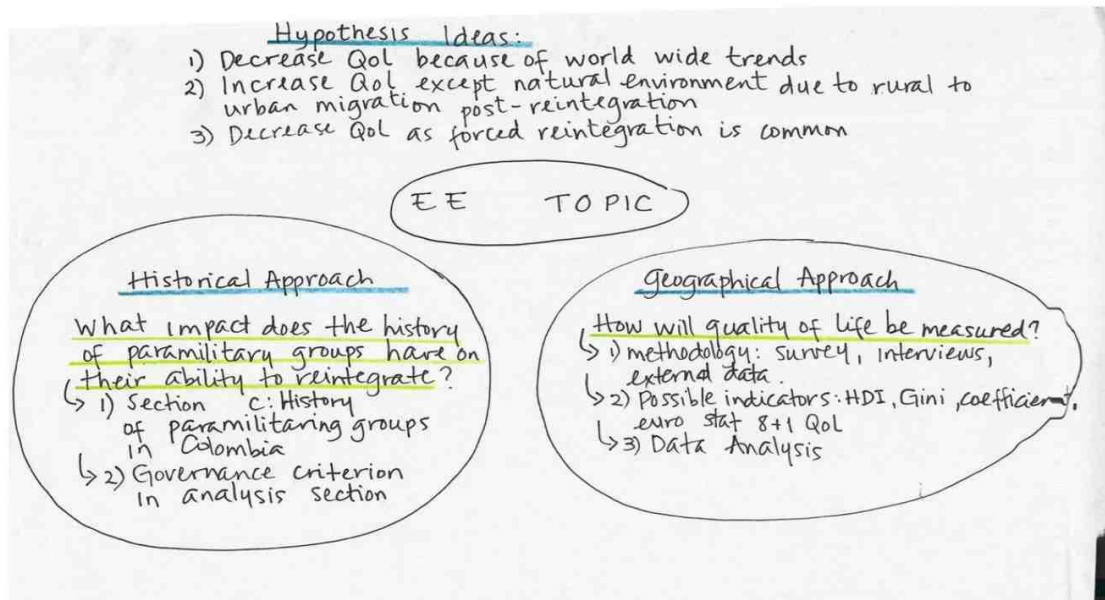 Hypothesis Ideas:
1) Decrease QoL because of world wide trends
2) Increase QoL except natural environment due to rural to
urban migration post-reintegration
3) Decrease QoL as forced reintegration is common
EE TOPIC
Historical Approach
What impact does the history
of paramilitary groups have on
their ability to reintegrate?
↳ 1) Section C: History
of paramilitaring groups
in Colombia
↳ 2) Governance criterion
in analysis section
Geographical Approach
How will quality of life be measured?
↳ 1) methodology: survey, interviews,
external data.
↳ 2) Possible indicators: HDI, Gini, coefficient,
euro stat 8+1 QoL
↳ 3) Data Analysis